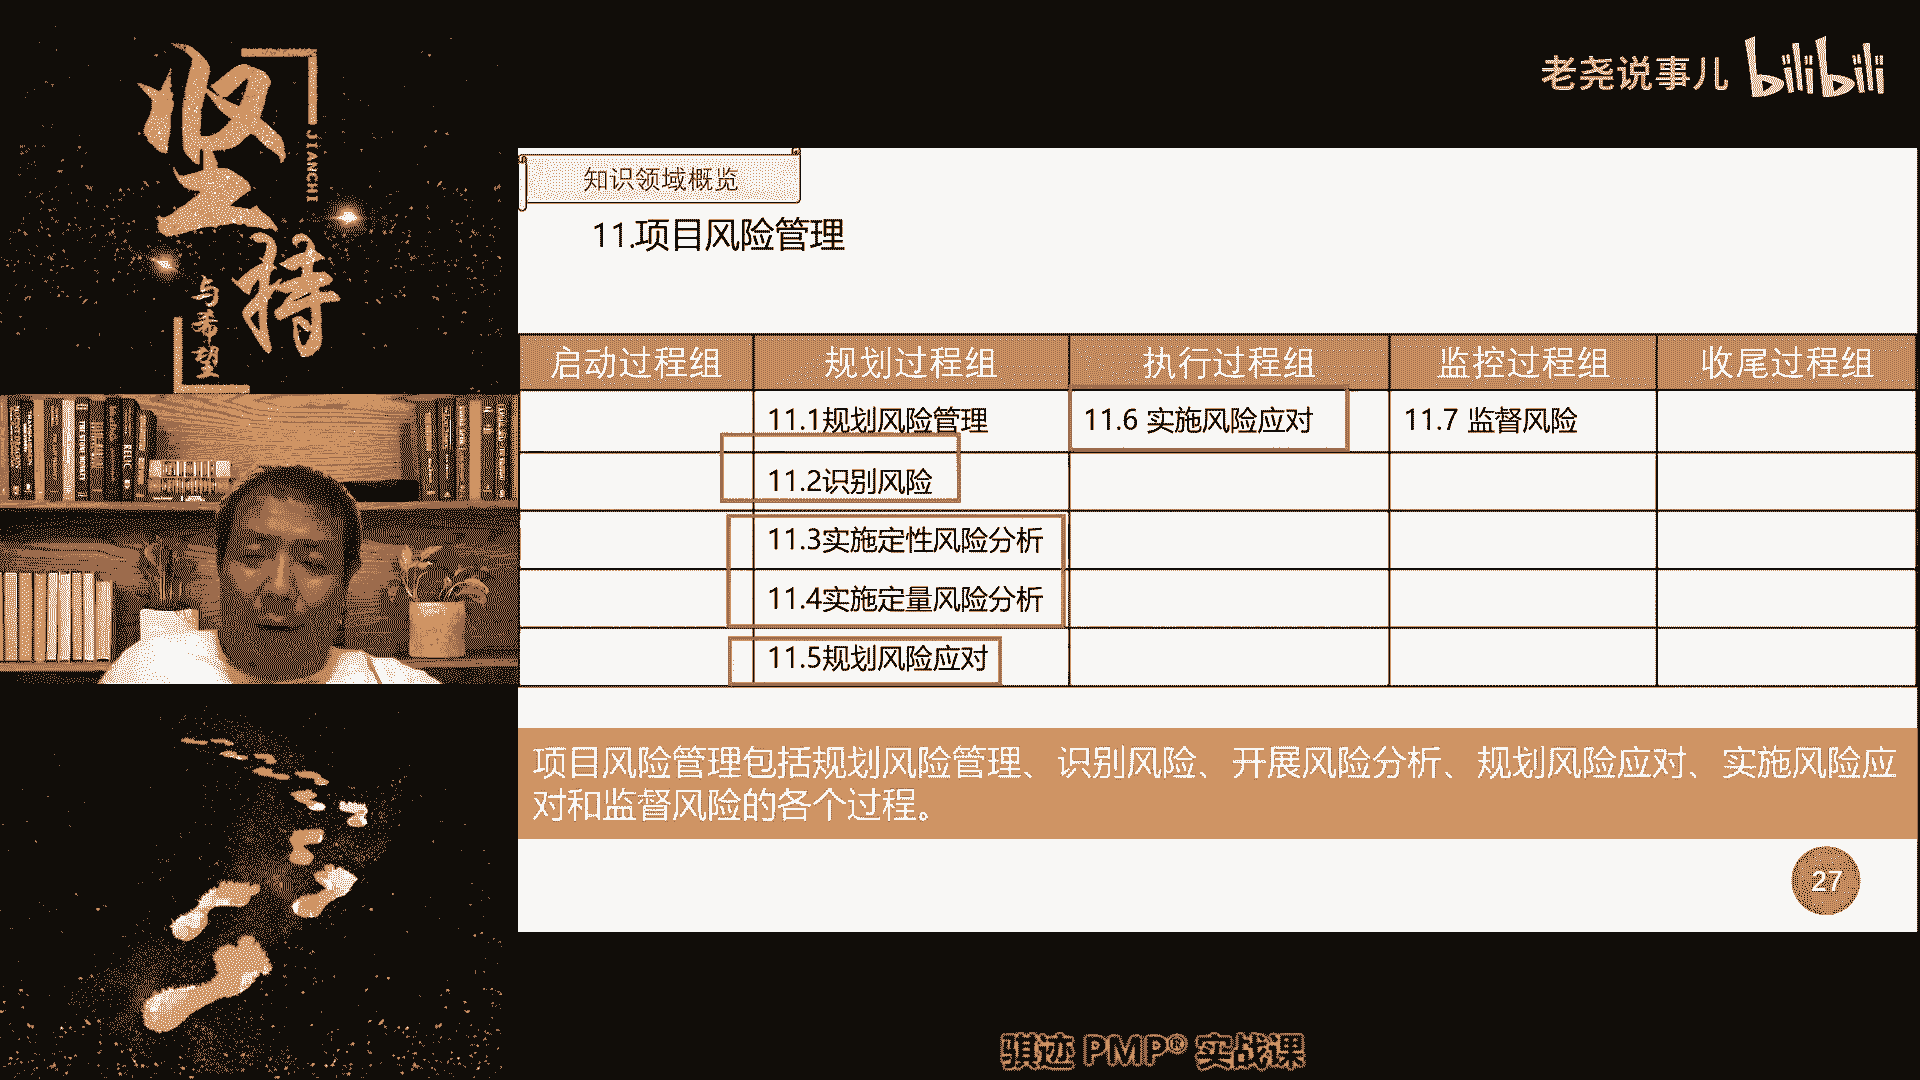 坚持
JIANCHI
与希望
老尧说事儿 bilibili
知识领域概览
11.项目风险管理
启动过程组 规划过程组 执行过程组 监控过程组 收尾过程组
11.1规划风险管理 11.6 实施风险应对 11.7 监督风险
11.2识别风险
11.3实施定性风险分析
11.4实施定量风险分析
11.5规划风险应对
项目风险管理包括规划风险管理、识别风险、开展风险分析、规划风险应对、实施风险应
对和监督风险的各个过程。
27
骐迹 PMP® 实战课